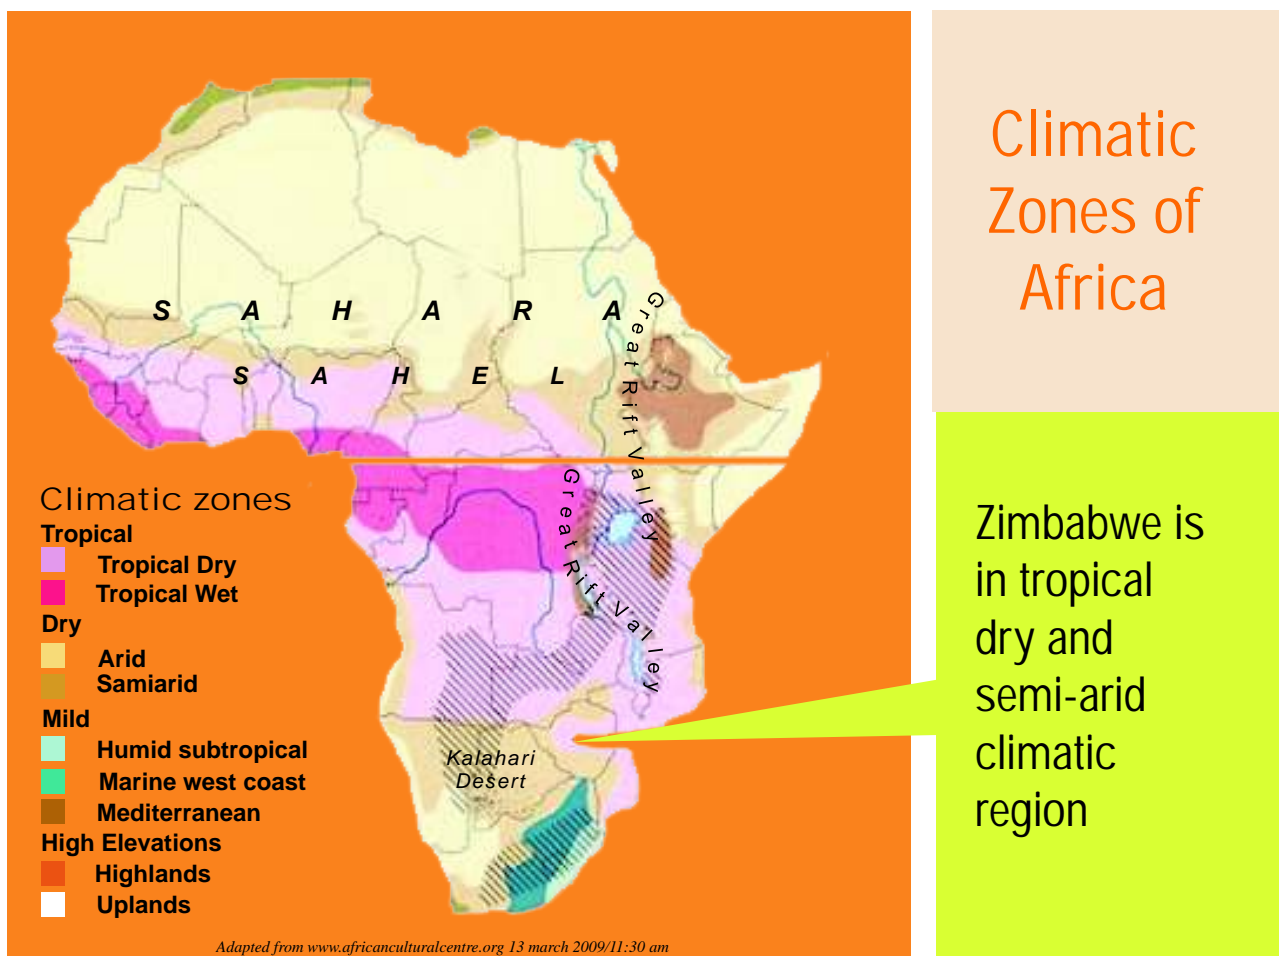 Climatic
Zones of
Africa
S A H A R A
S A H E L
Great Rift Valley
Great Rift Valley
Kalahari
Desert
Climatic zones
Tropical
Tropical Dry
Tropical Wet
Dry
Arid
Samiarid
Mild
Humid subtropical
Marine west coast
Mediterranean
High Elevations
Highlands
Uplands
Adapted from www.africanculturalcentre.org 13 march 2009/11:30 am
Zimbabwe is
in tropical
dry and
semi-arid
climatic
region